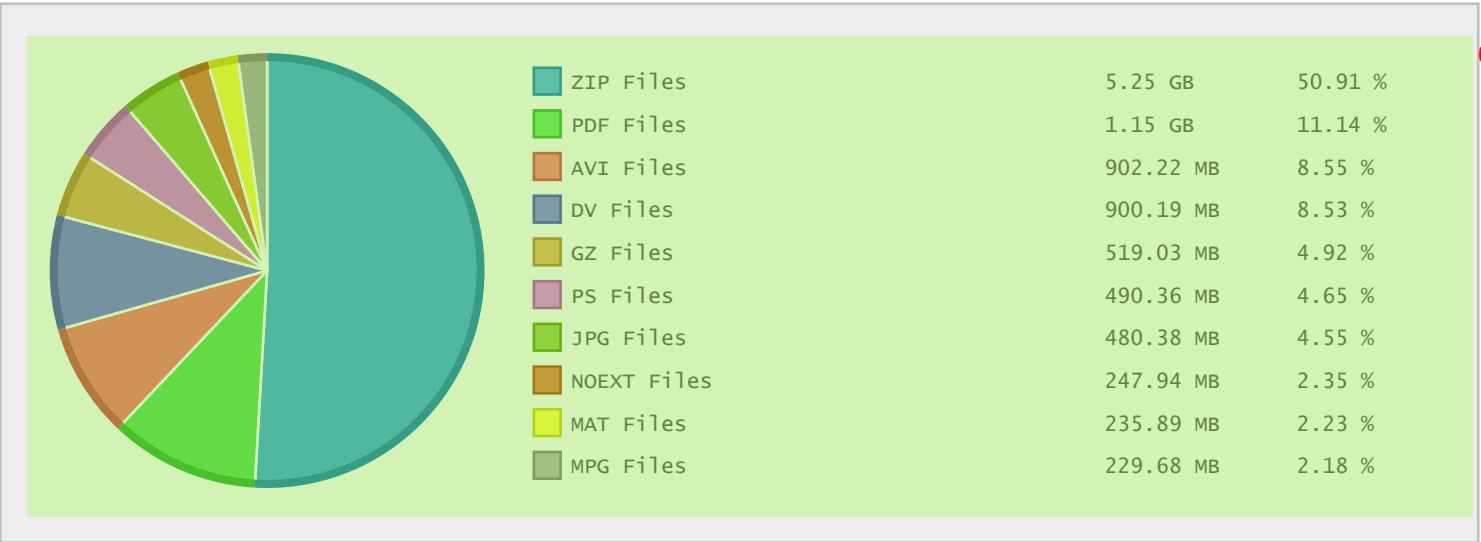 ZIP Files 5.25 GB 50.91 %
PDF Files 1.15 GB 11.14 %
AVI Files 902.22 MB 8.55 %
DV Files 900.19 MB 8.53 %
GZ Files 519.03 MB 4.92 %
PS Files 490.36 MB 4.65 %
JPG Files 480.38 MB 4.55 %
NOEXT Files 247.94 MB 2.35 %
MAT Files 235.89 MB 2.23 %
MPG Files 229.68 MB 2.18 %